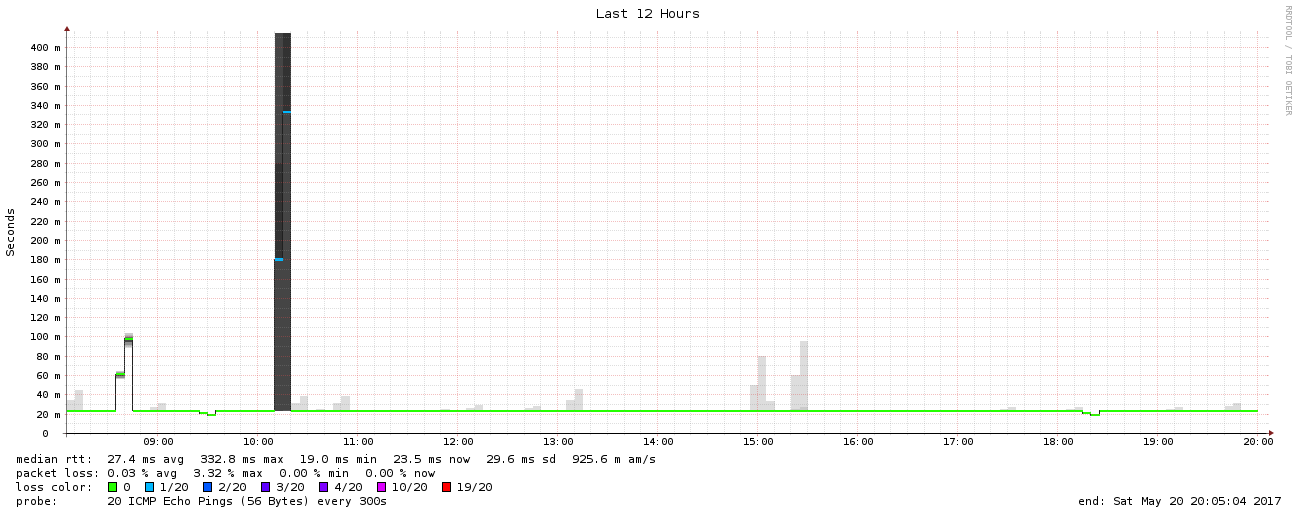 Last 12 Hours
RRDTOOL / TOBI OETIKER
Seconds
400 m
380 m
360 m
340 m
320 m
300 m
280 m
260 m
240 m
220 m
200 m
180 m
160 m
140 m
120 m
100 m
80 m
60 m
40 m
20 m
0
09:00 10:00 11:00 12:00 13:00 14:00 15:00 16:00 17:00 18:00 19:00 20:00
median rtt: 27.4 ms avg 332.8 ms max 19.0 ms min 23.5 ms now 29.6 ms sd 925.6 m am/s
packet loss: 0.03 % avg 3.32 % max 0.00 % min 0.00 % now
loss color: 0 1/20 2/20 3/20 4/20 10/20 19/20
probe: 20 ICMP Echo Pings (56 Bytes) every 300s end: Sat May 20 20:05:04 2017